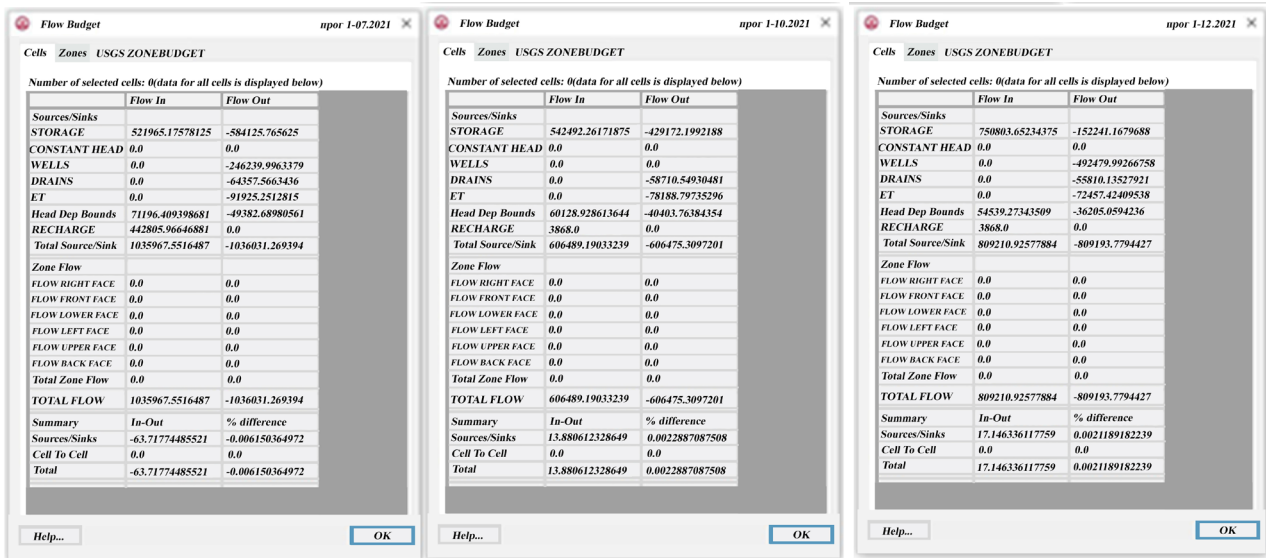 Flow Budget прог 1-07.2021
Cells Zones USGS ZONEBUDGET
Number of selected cells: 0(data for all cells is displayed below)
Flow In Flow Out
Sources/Sinks
STORAGE 521965.17578125 -584125.765625
CONSTANT HEAD 0.0 0.0
WELLS 0.0 -246239.9963379
DRAINS 0.0 -64357.5663436
ET 0.0 -91925.2512815
Head Dep Bounds 71196.409398681 -49382.68980561
RECHARGE 442805.96646881 0.0
Total Source/Sink 1035967.5516487 -1036031.269394
Zone Flow
FLOW RIGHT FACE 0.0 0.0
FLOW FRONT FACE 0.0 0.0
FLOW LOWER FACE 0.0 0.0
FLOW LEFT FACE 0.0 0.0
FLOW UPPER FACE 0.0 0.0
FLOW BACK FACE 0.0 0.0
Total Zone Flow 0.0 0.0
TOTAL FLOW 1035967.5516487 -1036031.269394
Summary In-Out % difference
Sources/Sinks -63.71774485521 -0.006150364972
Cell To Cell 0.0 0.0
Total -63.71774485521 -0.006150364972
Help... OK
Flow Budget прог 1-10.2021
Cells Zones USGS ZONEBUDGET
Number of selected cells: 0(data for all cells is displayed below)
Flow In Flow Out
Sources/Sinks
STORAGE 542492.26171875 -429172.1992188
CONSTANT HEAD 0.0 0.0
WELLS 0.0 0.0
DRAINS 0.0 -58710.54930481
ET 0.0 -78188.79735296
Head Dep Bounds 60128.928613644 -40403.76384354
RECHARGE 3868.0 0.0
Total Source/Sink 606489.19033239 -606475.3097201
Zone Flow
FLOW RIGHT FACE 0.0 0.0
FLOW FRONT FACE 0.0 0.0
FLOW LOWER FACE 0.0 0.0
FLOW LEFT FACE 0.0 0.0
FLOW UPPER FACE 0.0 0.0
FLOW BACK FACE 0.0 0.0
Total Zone Flow 0.0 0.0
TOTAL FLOW 606489.19033239 -606475.3097201
Summary In-Out % difference
Sources/Sinks 13.880612328649 0.0022887087508
Cell To Cell 0.0 0.0
Total 13.880612328649 0.0022887087508
Help... OK
Flow Budget прог 1-12.2021
Cells Zones USGS ZONEBUDGET
Number of selected cells: 0(data for all cells is displayed below)
Flow In Flow Out
Sources/Sinks
STORAGE 750803.65234375 -152241.1679688
CONSTANT HEAD 0.0 0.0
WELLS 0.0 -492479.99266758
DRAINS 0.0 -55810.13527921
ET 0.0 -72457.42409538
Head Dep Bounds 54539.27343509 -36205.0594236
RECHARGE 3868.0 0.0
Total Source/Sink 809210.92577884 -809193.7794427
Zone Flow
FLOW RIGHT FACE 0.0 0.0
FLOW FRONT FACE 0.0 0.0
FLOW LOWER FACE 0.0 0.0
FLOW LEFT FACE 0.0 0.0
FLOW UPPER FACE 0.0 0.0
FLOW BACK FACE 0.0 0.0
Total Zone Flow 0.0 0.0
TOTAL FLOW 809210.92577884 -809193.7794427
Summary In-Out % difference
Sources/Sinks 17.146336117759 0.0021189182239
Cell To Cell 0.0 0.0
Total 17.146336117759 0.0021189182239
Help... OK